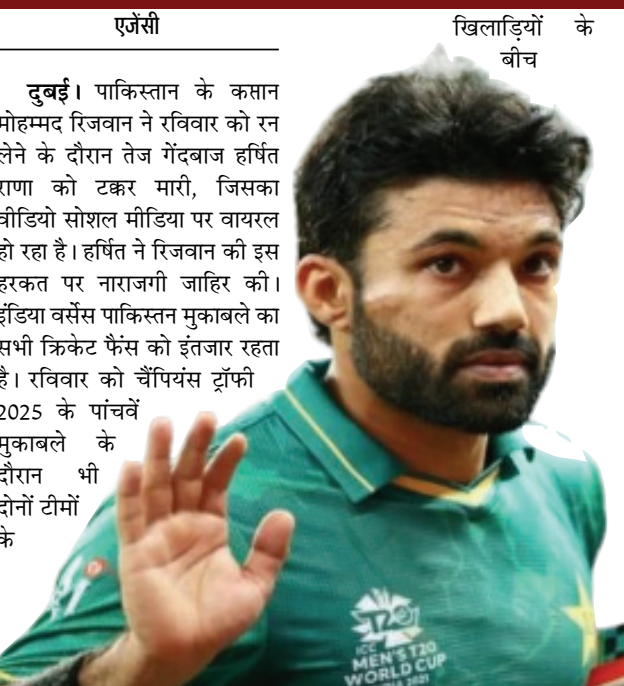 एजेंसी
दुबई। पाकिस्तान के कप्तान
मोहम्मद रिजवान ने रविवार को रन
लेने के दौरान तेज गेंदबाज हर्षित
राणा को टक्कर मारी, जिसका
वीडियो सोशल मीडिया पर वायरल
हो रहा है। हर्षित ने रिजवान की इस
हरकत पर नाराजगी जाहिर की।
इंडिया वर्सेस पाकिस्तन मुकाबले का
सभी क्रिकेट फैंस को इंतजार रहता
है। रविवार को चैंपियंस ट्रॉफी
2025 के पांचवें
मुकाबले के
दौरान भी
दोनों टीमों
के
खिलाड़ियों के
बीच
T20
ICC
MEN'S T20
WORLD CUP
2021